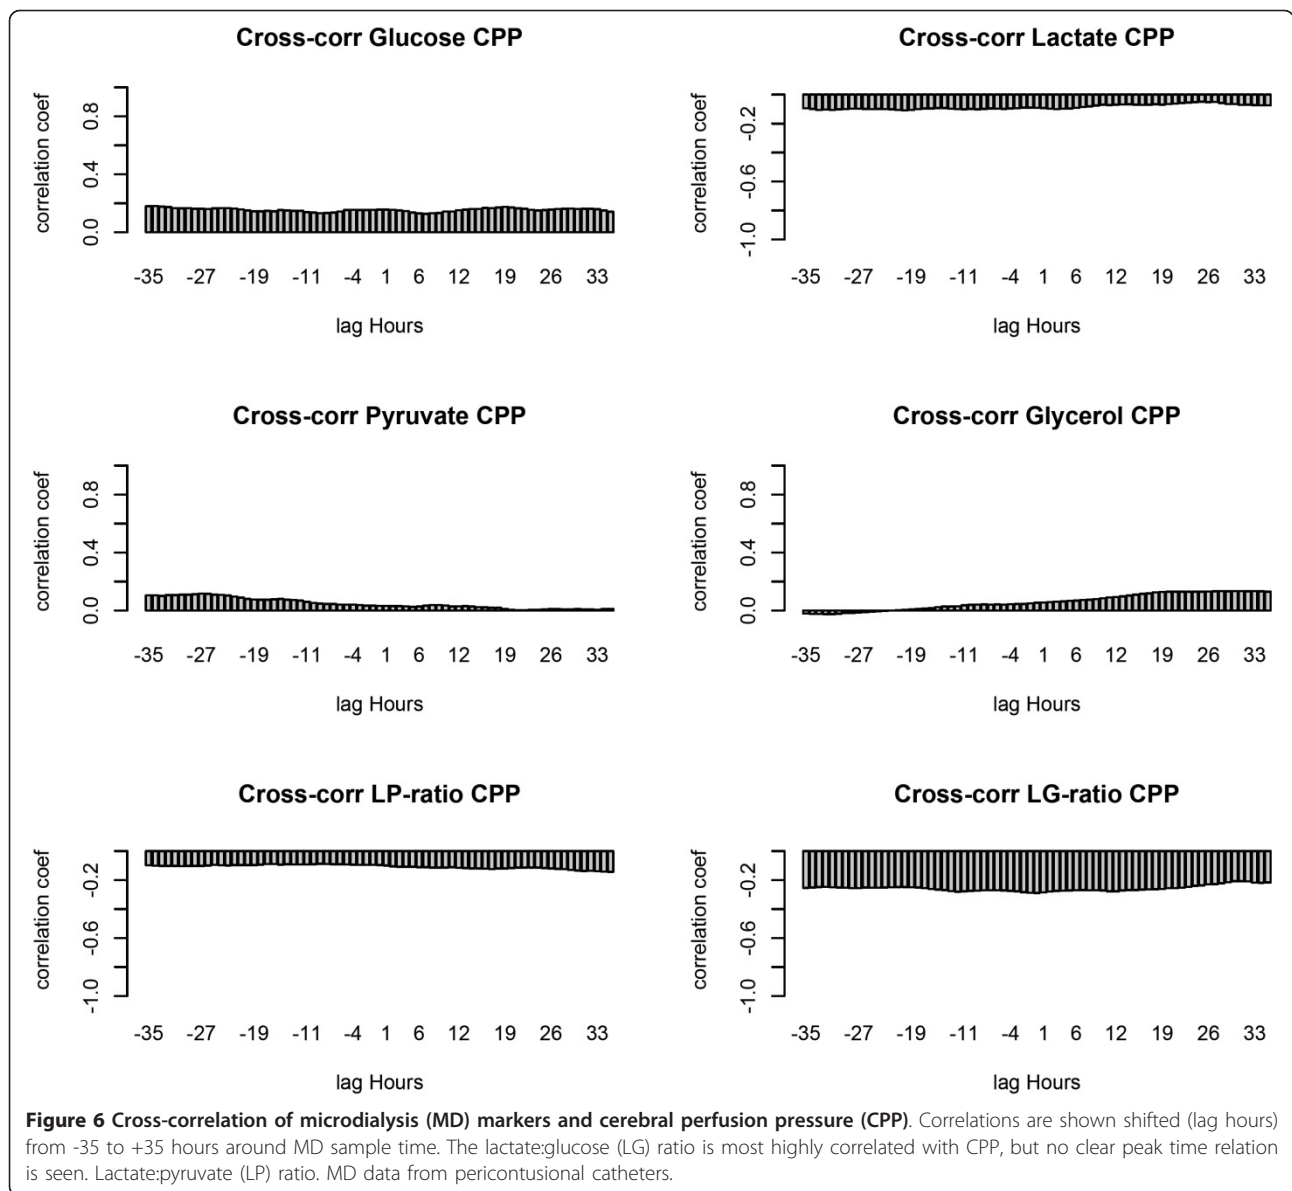 Cross-corr Glucose CPP
correlation coef
0.8
0.4
0.0
-35 -27 -19 -11 -4 1 6 12 19 26 33
lag Hours
Cross-corr Lactate CPP
correlation coef
-0.2
-0.6
-1.0
-35 -27 -19 -11 -4 1 6 12 19 26 33
lag Hours
Cross-corr Pyruvate CPP
correlation coef
0.8
0.4
0.0
-35 -27 -19 -11 -4 1 6 12 19 26 33
lag Hours
Cross-corr Glycerol CPP
correlation coef
0.8
0.4
0.0
-35 -27 -19 -11 -4 1 6 12 19 26 33
lag Hours
Cross-corr LP-ratio CPP
correlation coef
-0.2
-0.6
-1.0
-35 -27 -19 -11 -4 1 6 12 19 26 33
lag Hours
Cross-corr LG-ratio CPP
correlation coef
-0.2
-0.6
-1.0
-35 -27 -19 -11 -4 1 6 12 19 26 33
lag Hours
Figure 6 Cross-correlation of microdialysis (MD) markers and cerebral perfusion pressure (CPP). Correlations are shown shifted (lag hours)
from -35 to +35 hours around MD sample time. The lactate:glucose (LG) ratio is most highly correlated with CPP, but no clear peak time relation
is seen. Lactate:pyruvate (LP) ratio. MD data from pericontusional catheters.